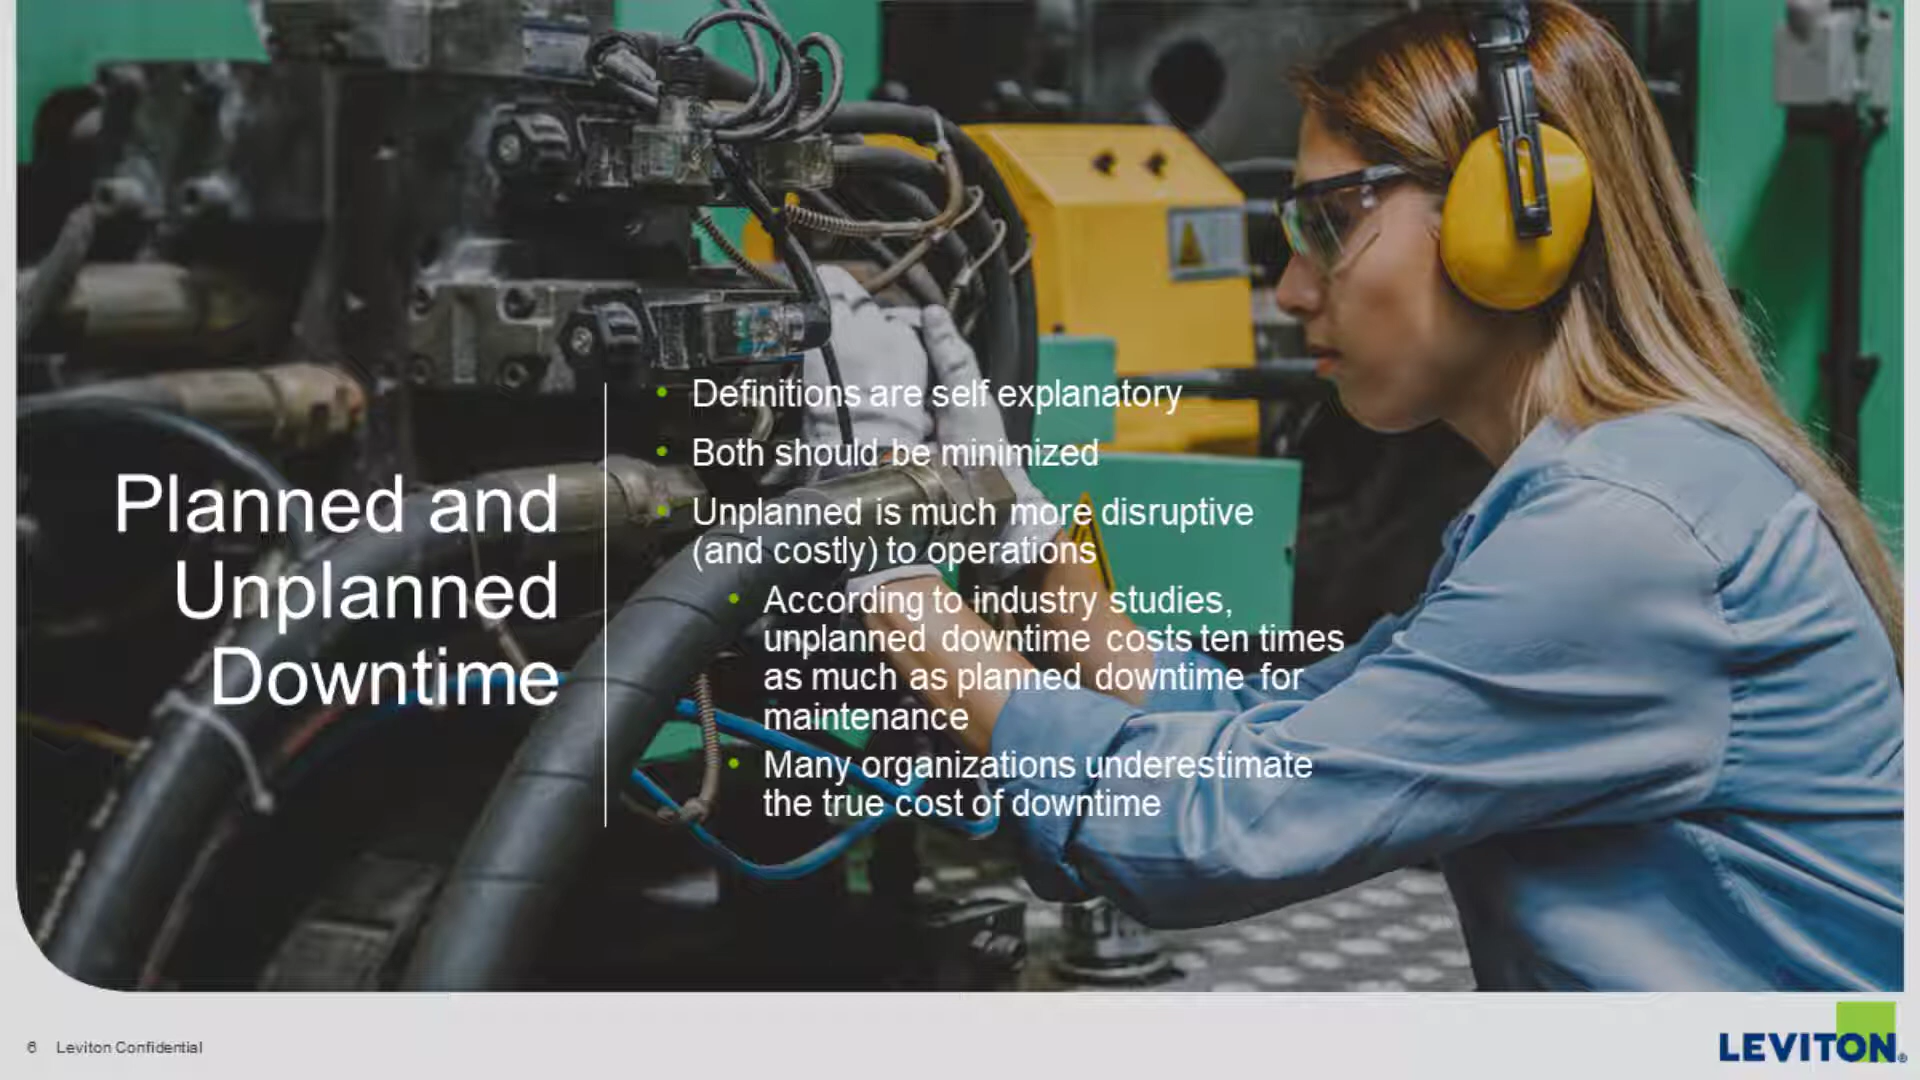 Planned and
Unplanned
Downtime
Definitions are self explanatory
Both should be minimized
Unplanned is much more disruptive
(and costly) to operations
According to industry studies,
unplanned downtime costs ten times
as much as planned downtime for
maintenance
Many organizations underestimate
the true cost of downtime
6 Leviton Confidential
LEVITON®